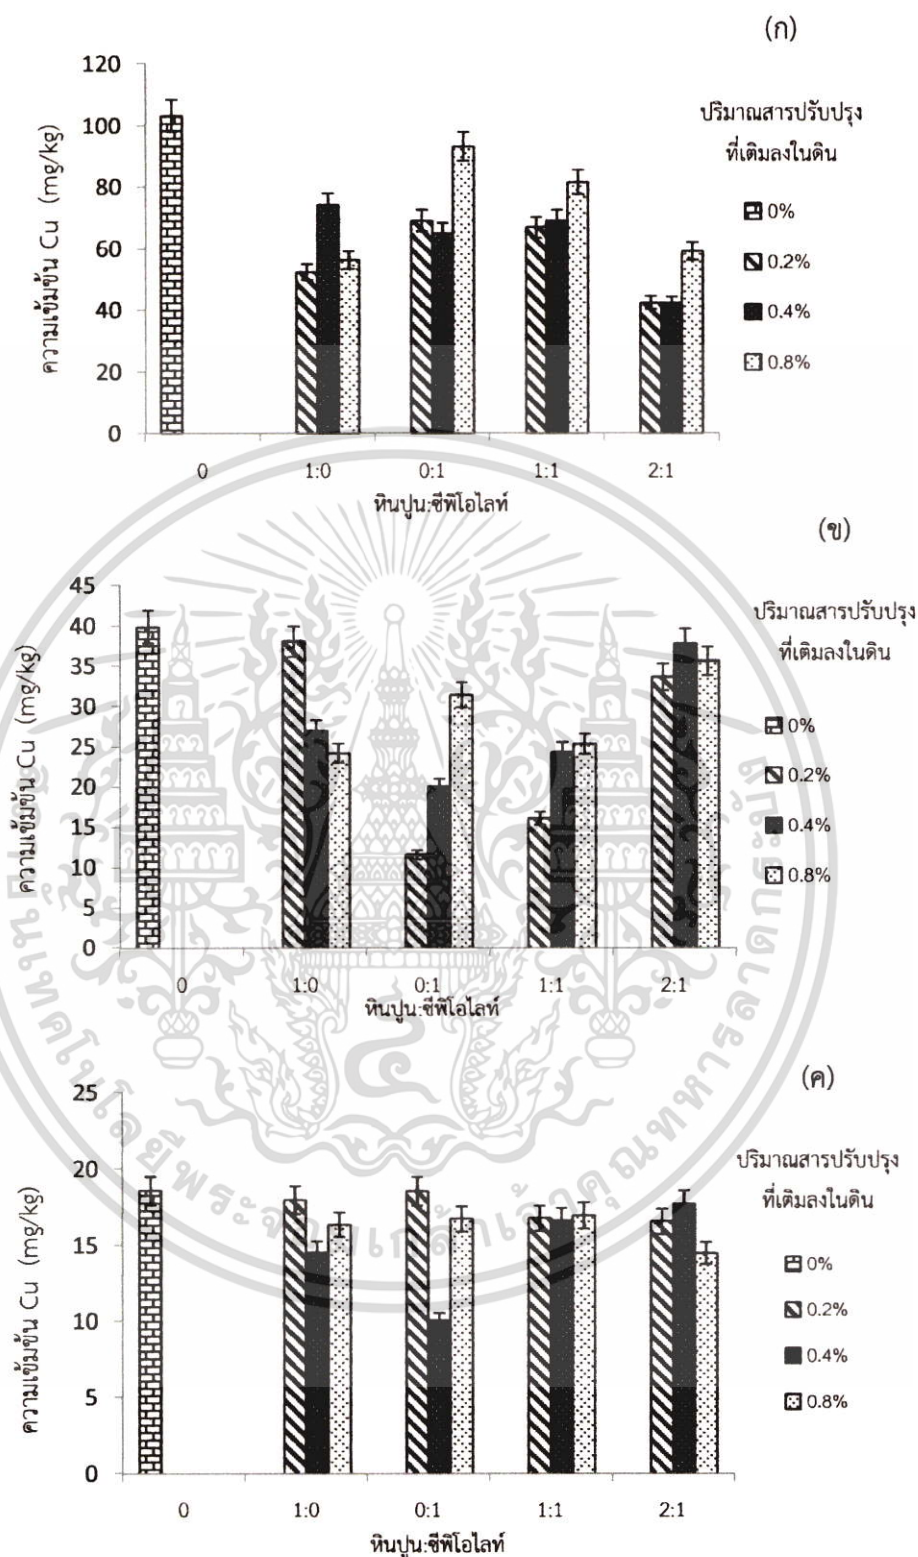 (ก)
120
100
80
60
40
20
0
ความเข้มข้น Cu (mg/kg)
ปริมาณสารปรับปรุง
ที่เติมลงในดิน
0%
0.2%
0.4%
0.8%
0 1:0 0:1 1:1 2:1
หินปูน:ซีพิโอไลท์
(ข)
45
40
35
30
25
20
15
10
5
0
ความเข้มข้น Cu (mg/kg)
ปริมาณสารปรับปรุง
ที่เติมลงในดิน
0%
0.2%
0.4%
0.8%
0 1:0 0:1 1:1 2:1
หินปูน:ซีพิโอไลท์
(ค)
25
20
15
10
5
0
ความเข้มข้น Cu (mg/kg)
ปริมาณสารปรับปรุง
ที่เติมลงในดิน
0%
0.2%
0.4%
0.8%
0 1:0 0:1 1:1 2:1
หินปูน:ซีพิโอไลท์